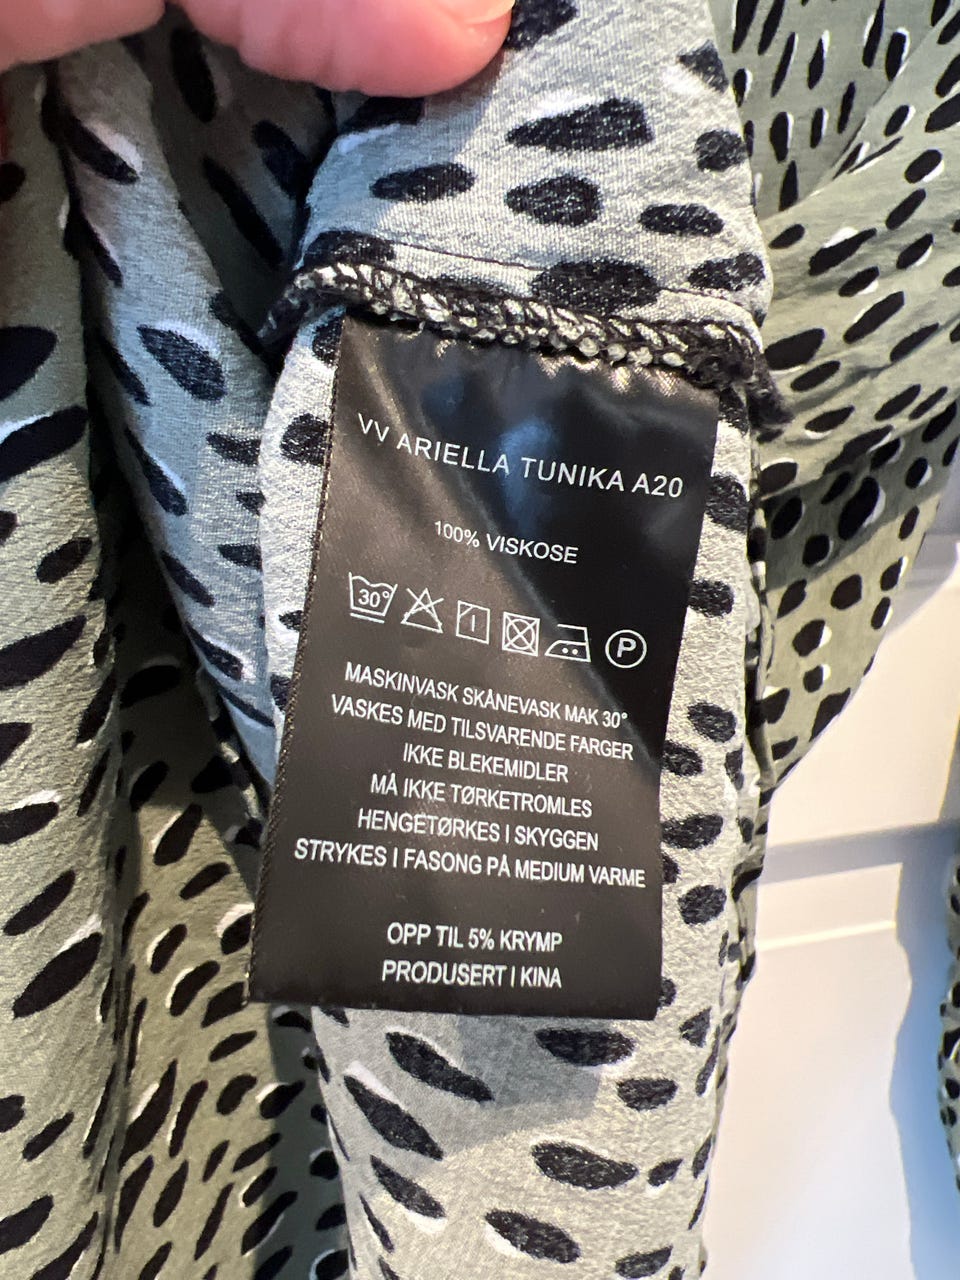 VV ARIELLA TUNIKA A20
100% VISKOSE
30° P
MASKINVASK SKÅNEVASK MAK 30°
VASKES MED TILSVARENDE FARGER
IKKE BLEKEMIDLER
MÅ IKKE TØRKETROMLES
HENGETØRKES I SKYGGEN
STRYKES I FASONG PÅ MEDIUM VARME
OPP TIL 5% KRYMP
PRODUSERT I KINA